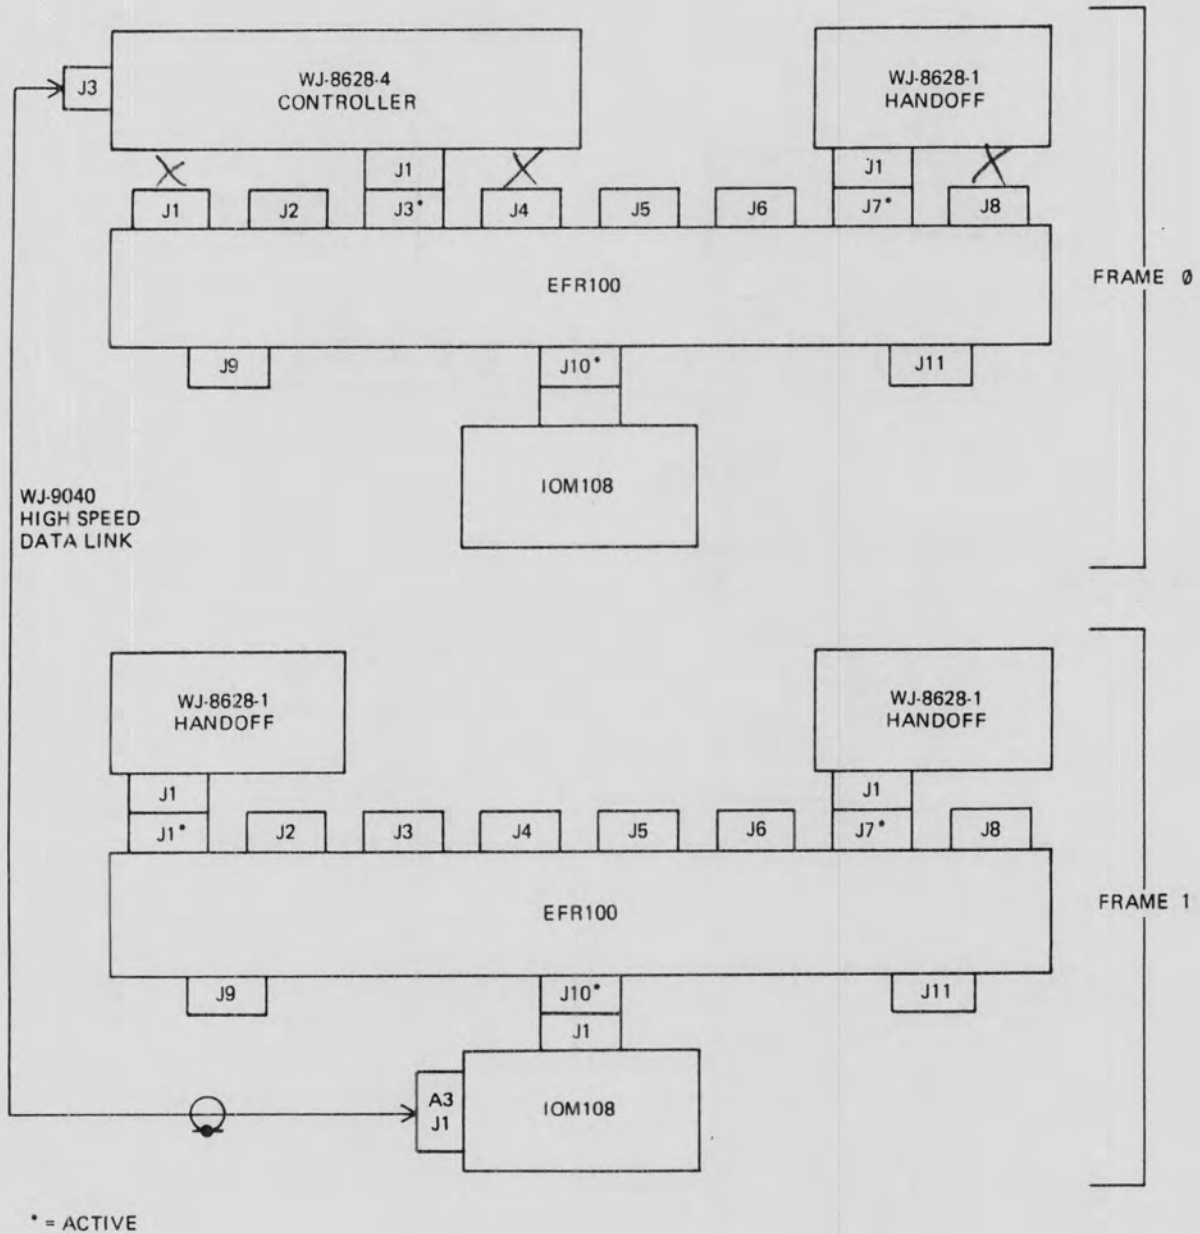 WJ-8628-4
CONTROLLER
WJ-8628-1
HANDOFF
J3
J1
J1
J1
J2
J3*
J4
J5
J6
J7*
J8
EFR100
FRAME Ø
J9
J10*
J11
IOM108
WJ-9040
HIGH SPEED
DATA LINK
WJ-8628-1
HANDOFF
WJ-8628-1
HANDOFF
J1
J1
J1*
J2
J3
J4
J5
J6
J7*
J8
EFR100
FRAME 1
J9
J10*
J11
J1
A3
J1
IOM108
* = ACTIVE